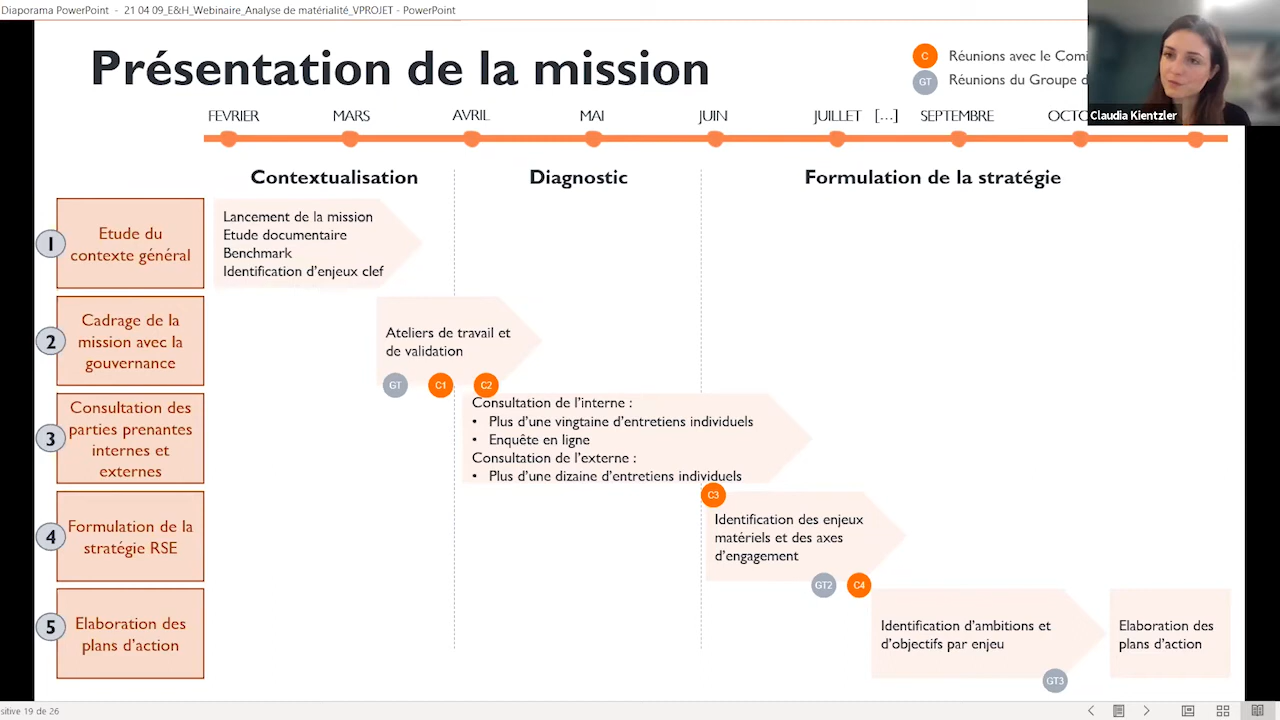 Diaporama PowerPoint - 21 04 09_E&H_Webinaire_Analyse de matérialité_VPROJET - PowerPoint
Présentation de la mission
C Réunions avec le Comi
GT Réunions du Groupe d
Claudia Kientzler
FEVRIER MARS AVRIL MAI JUIN JUILLET [...] SEPTEMBRE OCTO
Contextualisation Diagnostic Formulation de la stratégie
1
Etude du
contexte général
Lancement de la mission
Etude documentaire
Benchmark
Identification d'enjeux clef
2
Cadrage de la
mission avec la
gouvernance
Ateliers de travail et
de validation
GT C1 C2
3
Consultation des
parties prenantes
internes et
externes
Consultation de l'interne :
• Plus d'une vingtaine d'entretiens individuels
• Enquête en ligne
Consultation de l'externe :
• Plus d'une dizaine d'entretiens individuels
C3
4
Formulation de la
stratégie RSE
Identification des enjeux
matériels et des axes
d'engagement
GT2 C4
5
Elaboration des
plans d'action
Identification d'ambitions et
d'objectifs par enjeu
Elaboration des
plans d'action
GT3
sitive 19 de 26